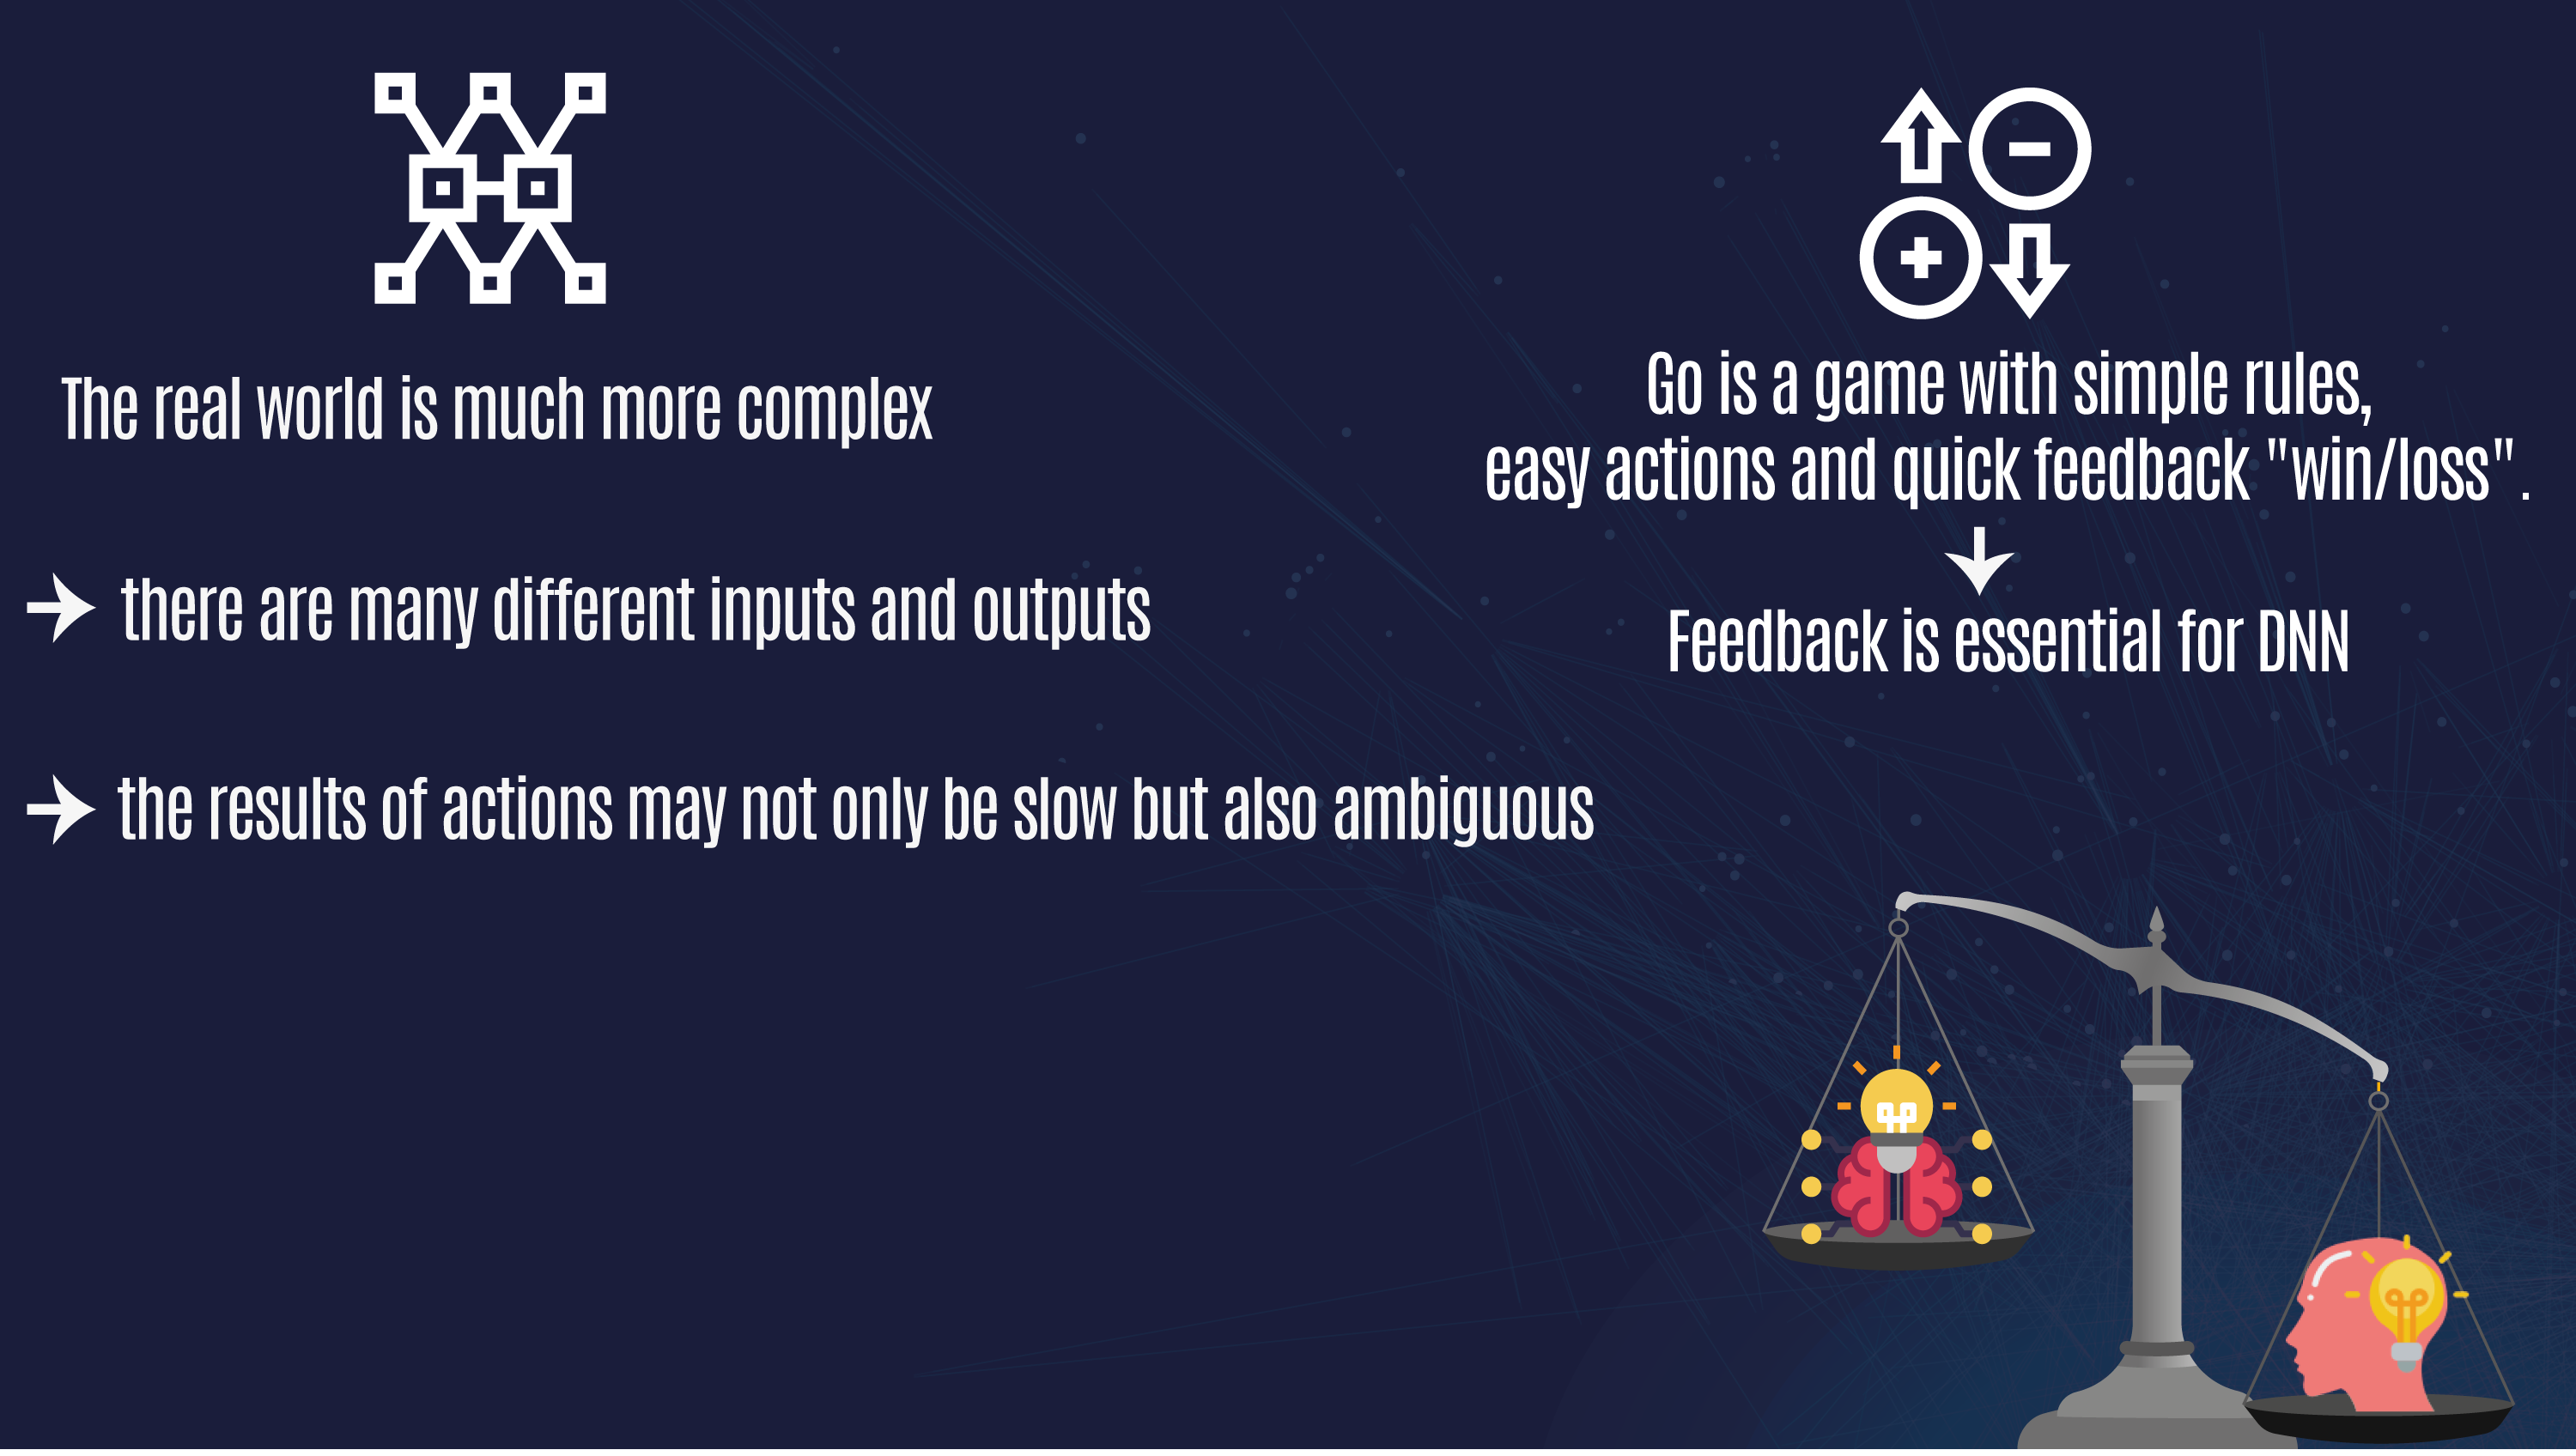 The real world is much more complex
there are many different inputs and outputs
the results of actions may not only be slow but also ambiguous
Go is a game with simple rules,
easy actions and quick feedback "win/loss".
Feedback is essential for DNN